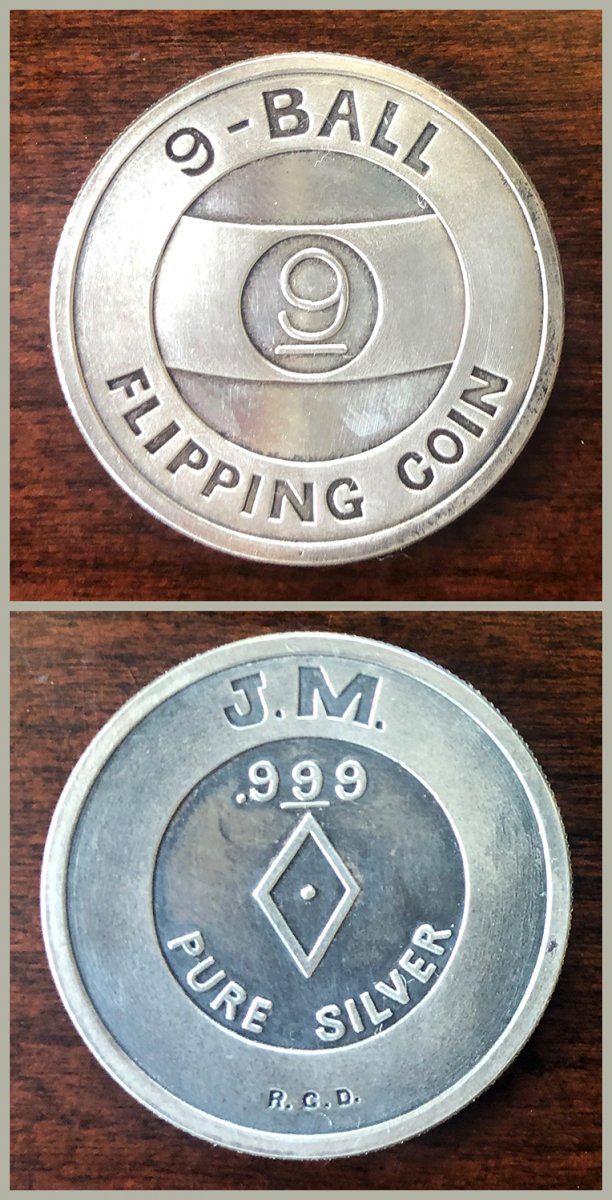 9-BALL
9
FLIPPING COIN
J.M.
.999
PURE SILVER
R.G.D.